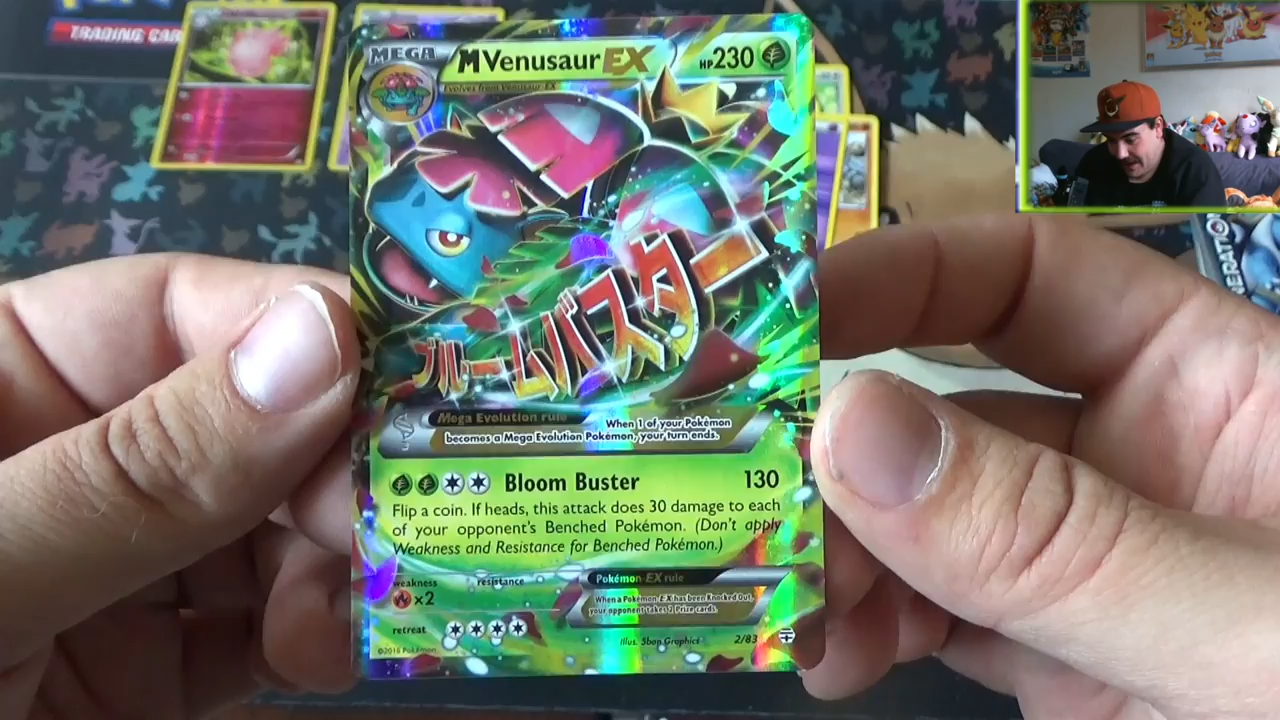 TRADING CAR
MEGA
M Venusaur EX
HP 230
Evolves from Venusaur EX
ブルームバスター
Mega Evolution rule
When 1 of your Pokémon
becomes a Mega Evolution Pokémon, your turn ends.
Bloom Buster 130
Flip a coin. If heads, this attack does 30 damage to each
of your opponent's Benched Pokémon. (Don't apply
Weakness and Resistance for Benched Pokémon.)
weakness resistance
×2
Pokémon-EX rule
When a Pokémon-EX has been Knocked Out,
your opponent takes 2 Prize cards.
retreat
Illus. 5ban Graphics 2/83
©2016 Pokémon
ERATIO